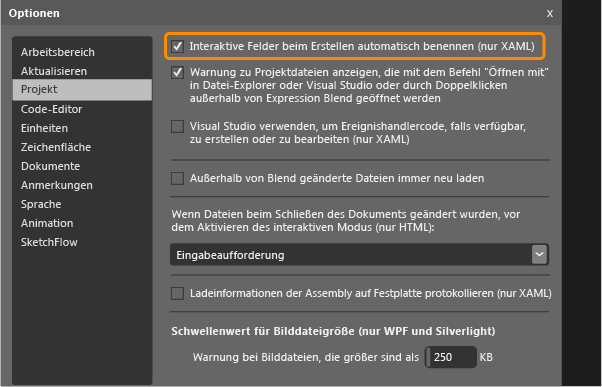 Optionen
x
Arbeitsbereich
Aktualisieren
Projekt
Code-Editor
Einheiten
Zeichenfläche
Dokumente
Anmerkungen
Sprache
Animation
SketchFlow
Interaktive Felder beim Erstellen automatisch benennen (nur XAML)
Warnung zu Projektdateien anzeigen, die mit dem Befehl "Öffnen mit"
in Datei-Explorer oder Visual Studio oder durch Doppelklicken
außerhalb von Expression Blend geöffnet werden
Visual Studio verwenden, um Ereignishandlercode, falls verfügbar,
zu erstellen oder zu bearbeiten (nur XAML)
Außerhalb von Blend geänderte Dateien immer neu laden
Wenn Dateien beim Schließen des Dokuments geändert wurden, vor
dem Aktivieren des interaktiven Modus (nur HTML):
Eingabeaufforderung
Ladeinformationen der Assembly auf Festplatte protokollieren (nur XAML)
Schwellenwert für Bilddateigröße (nur WPF und Silverlight)
Warnung bei Bilddateien, die größer sind als 250 KB